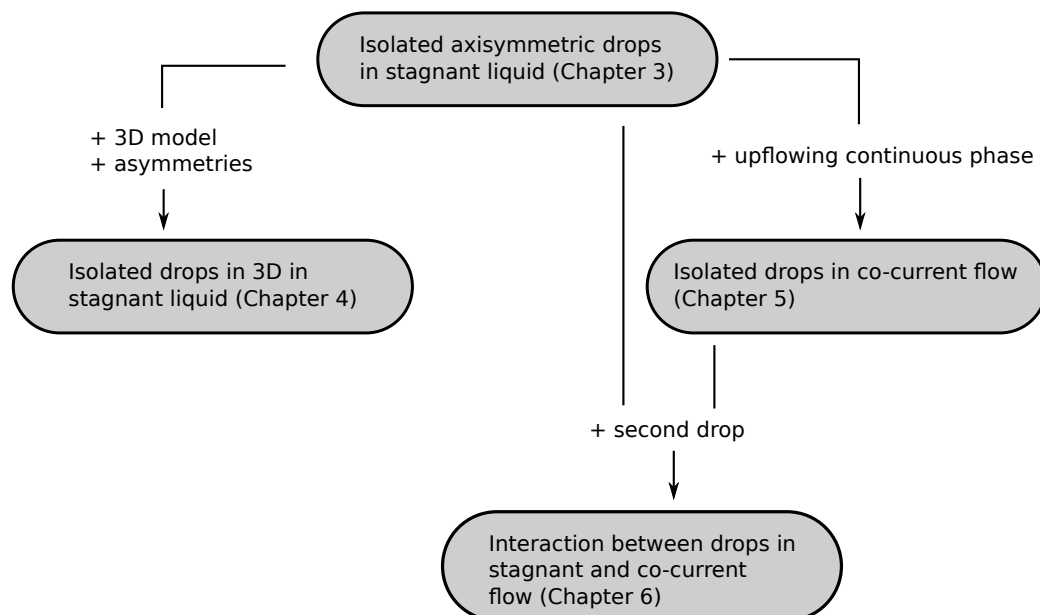 Isolated axisymmetric drops
in stagnant liquid (Chapter 3)
+ 3D model
+ asymmetries
+ upflowing continuous phase
Isolated drops in 3D in
stagnant liquid (Chapter 4)
Isolated drops in co-current flow
(Chapter 5)
+ second drop
Interaction between drops in
stagnant and co-current
flow (Chapter 6)